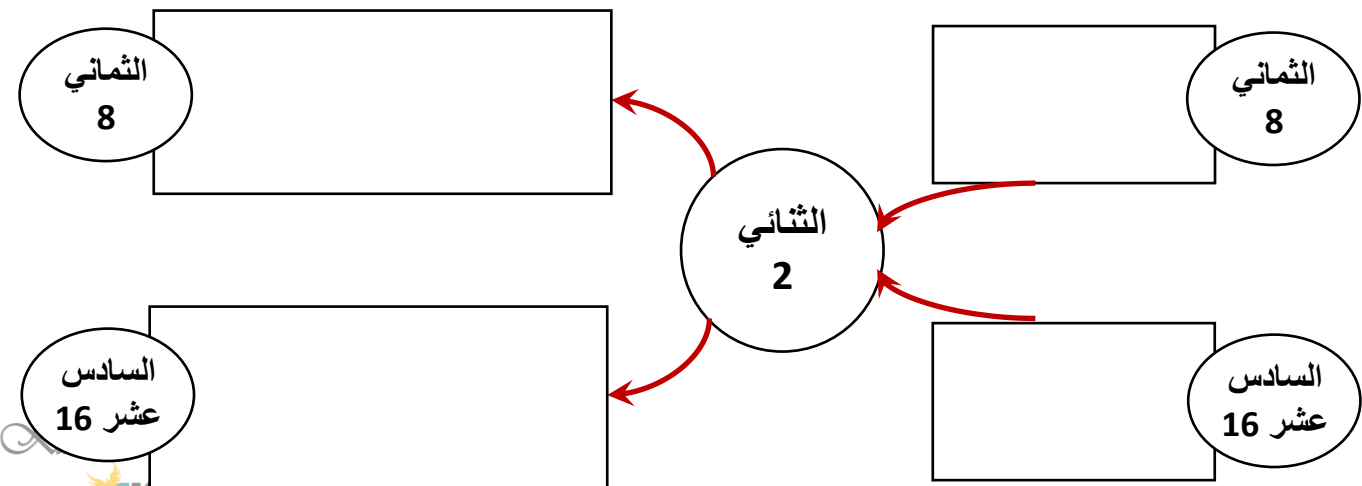 الثماني
8
الثماني
8
الثنائي
2
السادس
عشر 16
السادس
عشر 16